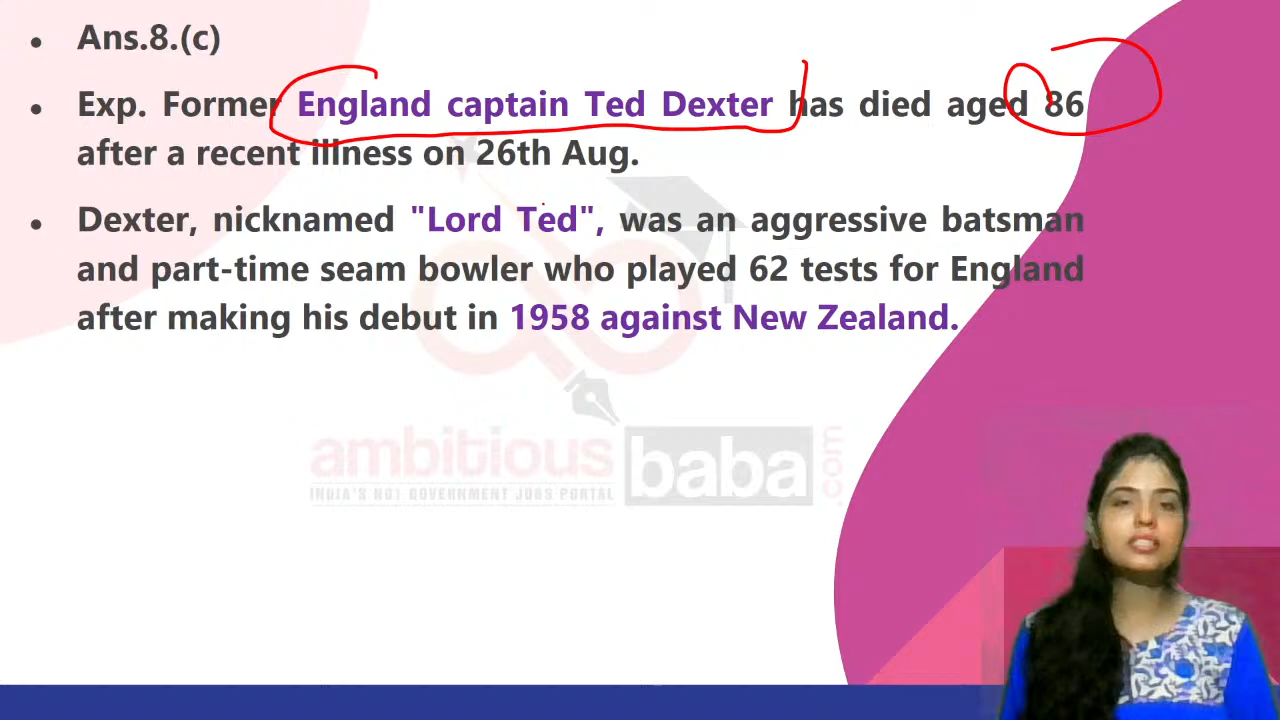 Ans.8.(c)
Exp. Former England captain Ted Dexter has died aged 86
after a recent illness on 26th Aug.
Dexter, nicknamed "Lord Ted", was an aggressive batsman
and part-time seam bowler who played 62 tests for England
after making his debut in 1958 against New Zealand.
ambitious baba .com
INDIA'S NO1 GOVERNMENT JOBS PORTAL